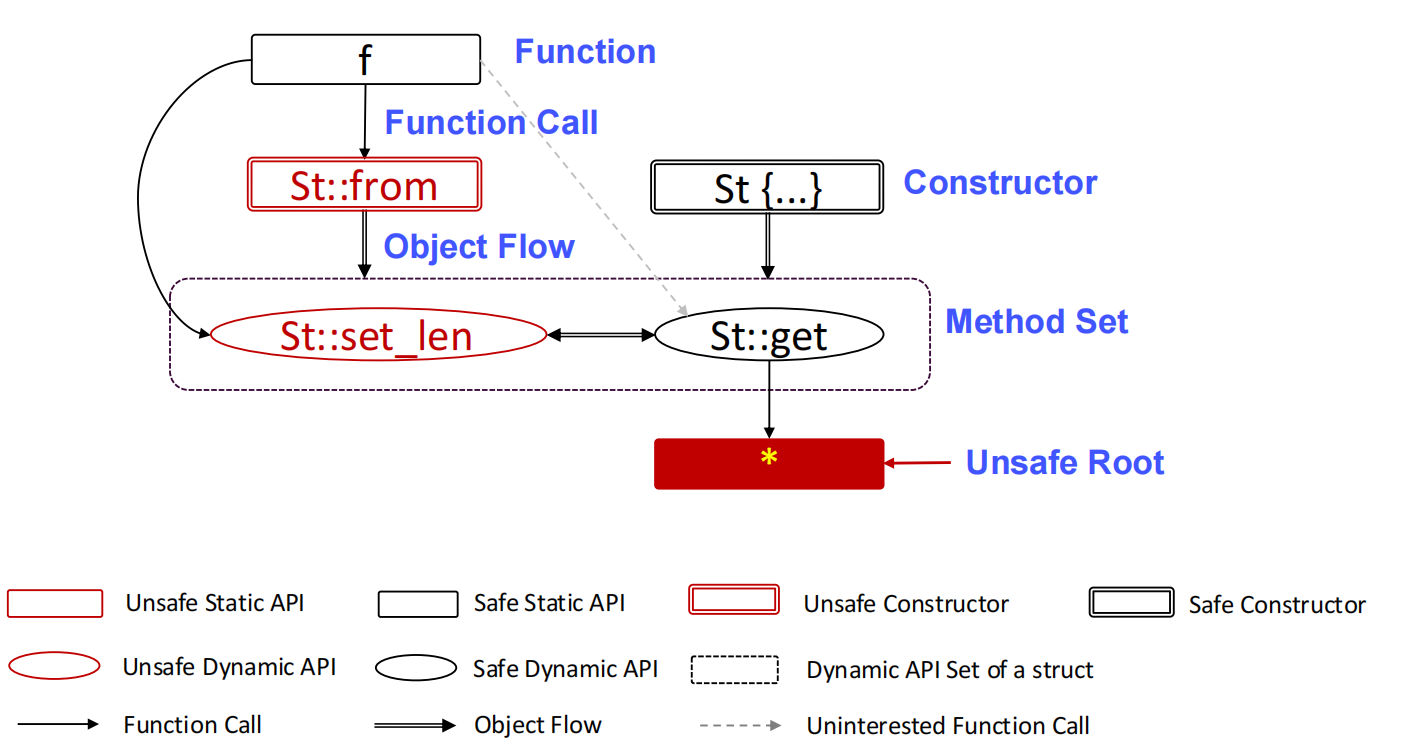 f
Function
Function Call
St::from
St {...}
Constructor
Object Flow
St::set_len
St::get
Method Set
*
Unsafe Root
Unsafe Static API
Safe Static API
Unsafe Constructor
Safe Constructor
Unsafe Dynamic API
Safe Dynamic API
Dynamic API Set of a struct
Function Call
Object Flow
Uninterested Function Call